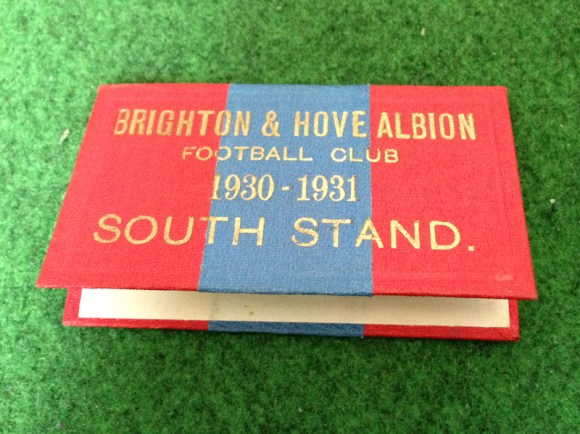 BRIGHTON & HOVE ALBION
FOOTBALL CLUB
1930-1931
SOUTH STAND.